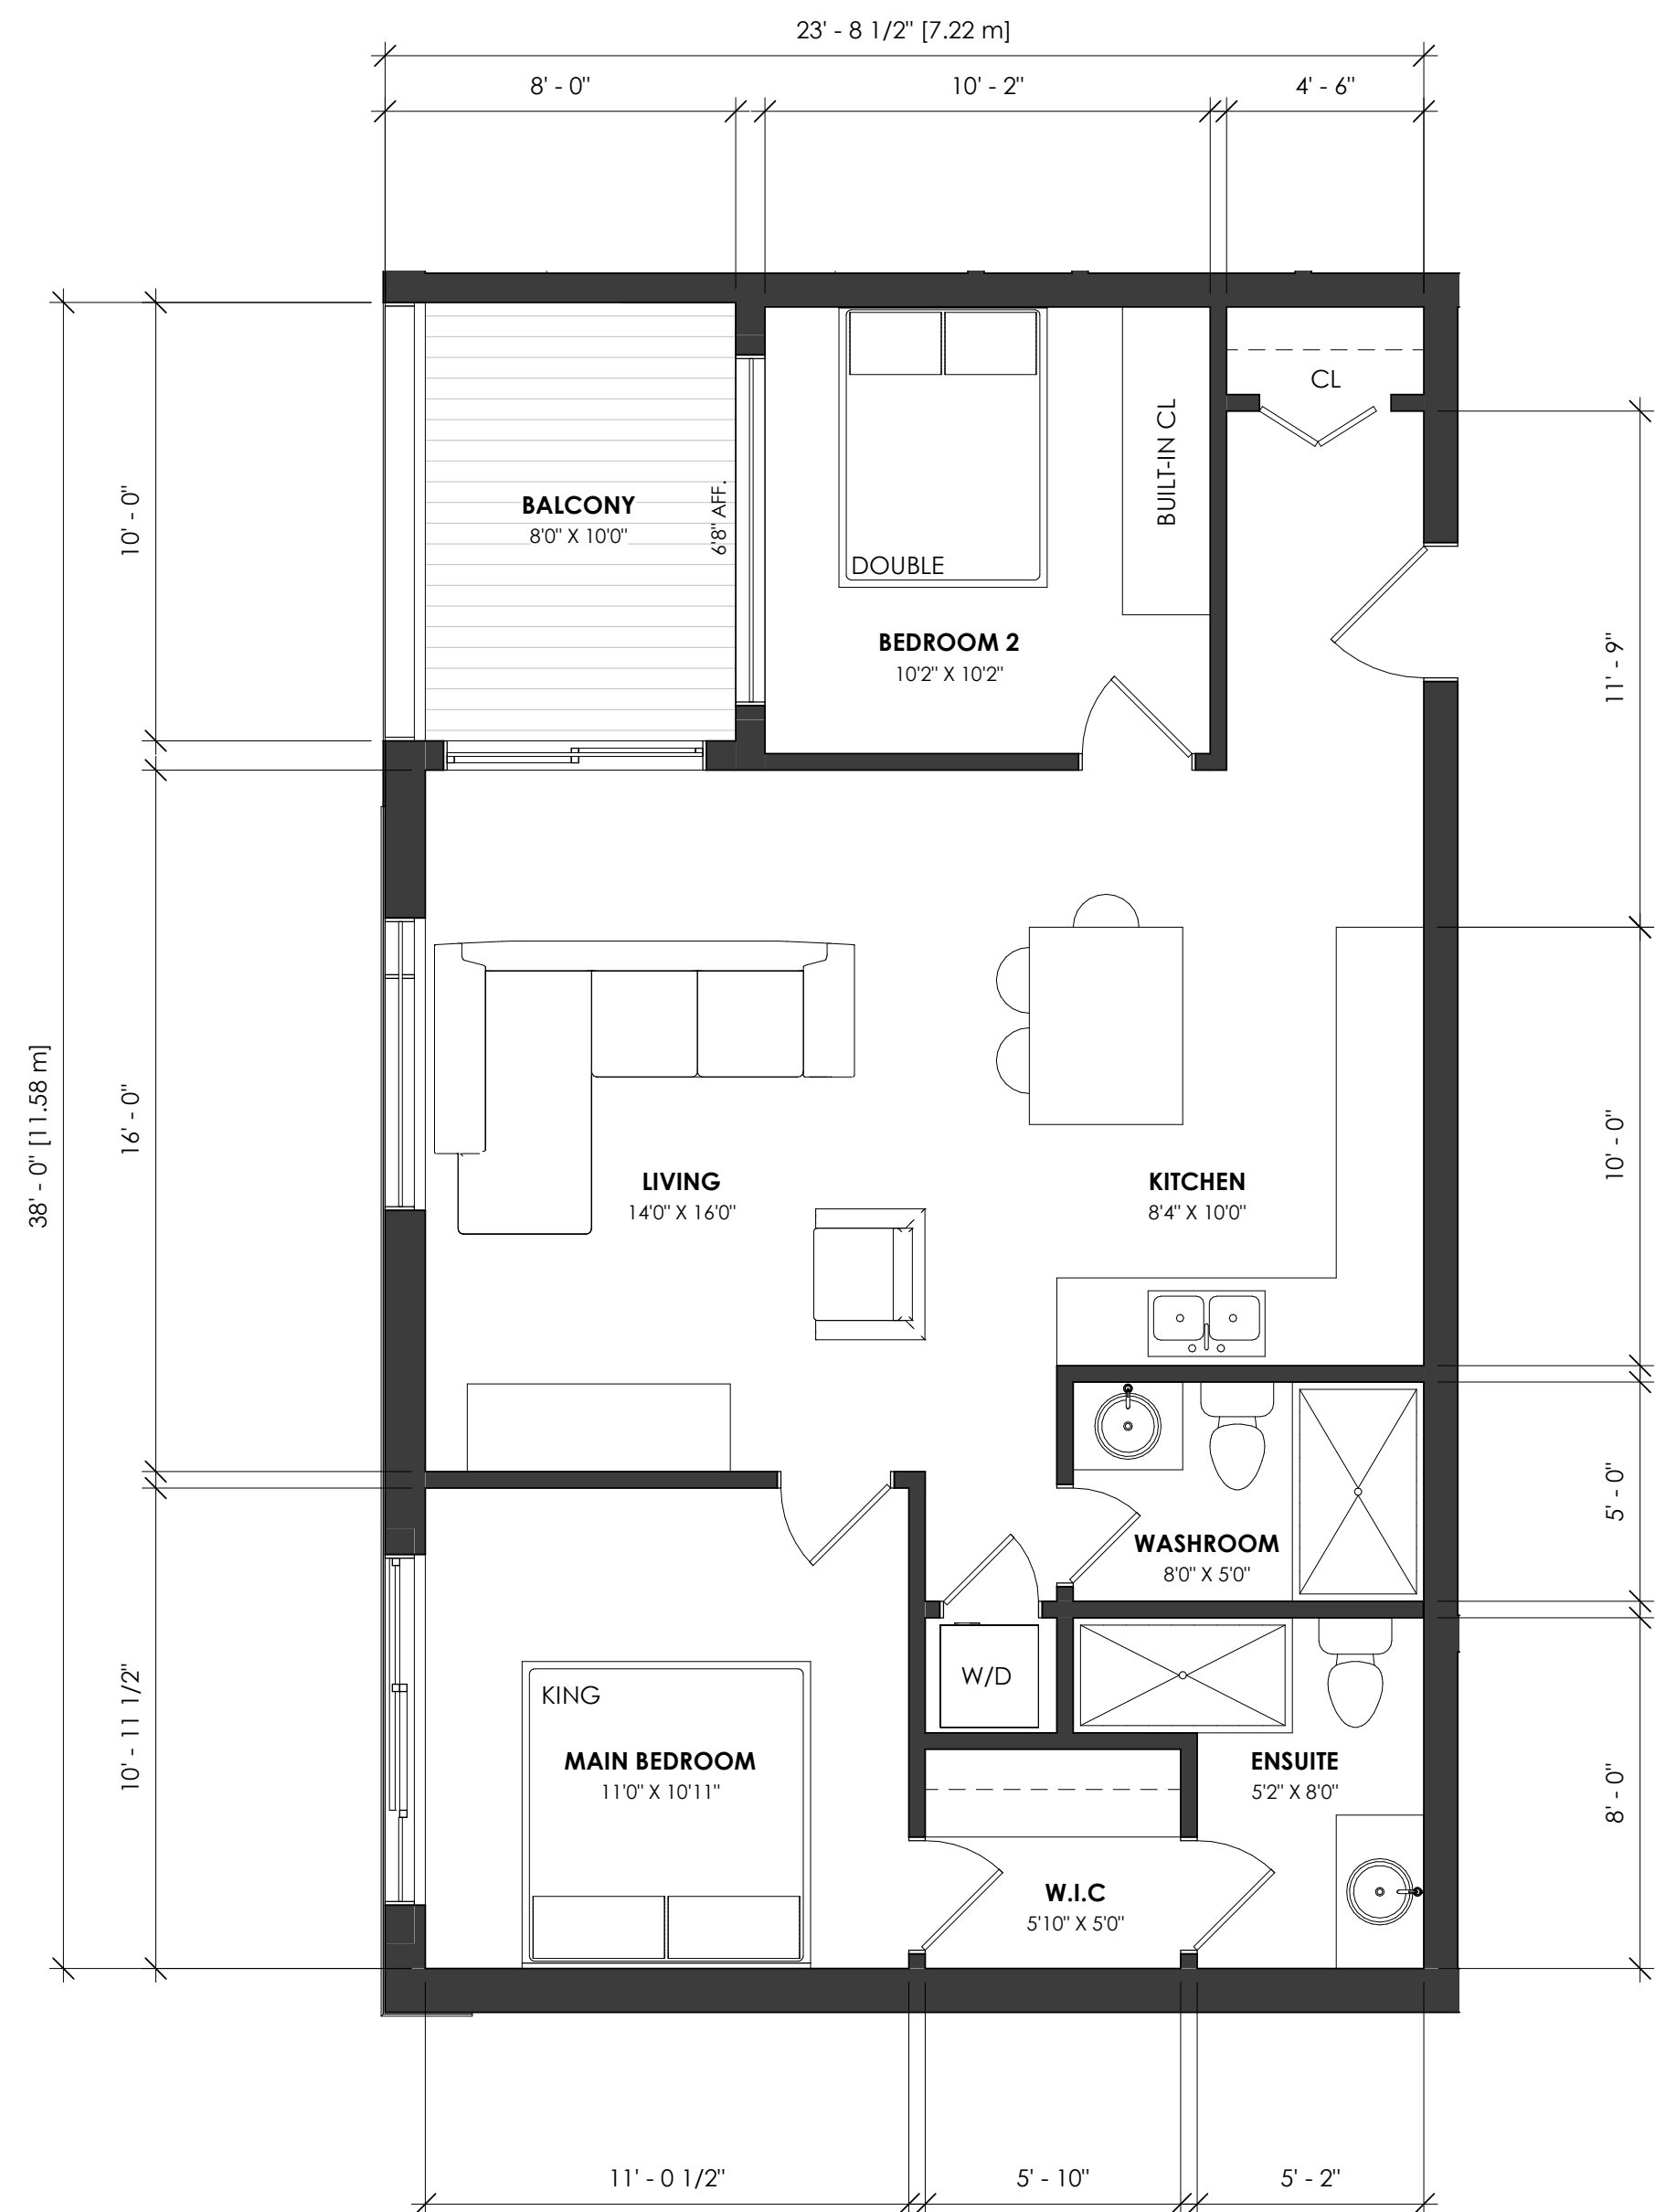 23' - 8 1/2" [7.22 m]
8' - 0"
10' - 2"
4' - 6"
CL
BUILT-IN CL
10' - 0"
BALCONY
8'0" X 10'0"
6'8" AFF.
DOUBLE
BEDROOM 2
10'2" X 10'2"
11' - 9"
38' - 0" [11.58 m]
16' - 0"
LIVING
14'0" X 16'0"
KITCHEN
8'4" X 10'0"
10' - 0"
5' - 0"
WASHROOM
8'0" X 5'0"
W/D
KING
10' - 11 1/2"
MAIN BEDROOM
11'0" X 10'11"
ENSUITE
5'2" X 8'0"
8' - 0"
W.I.C
5'10" X 5'0"
11' - 0 1/2"
5' - 10"
5' - 2"